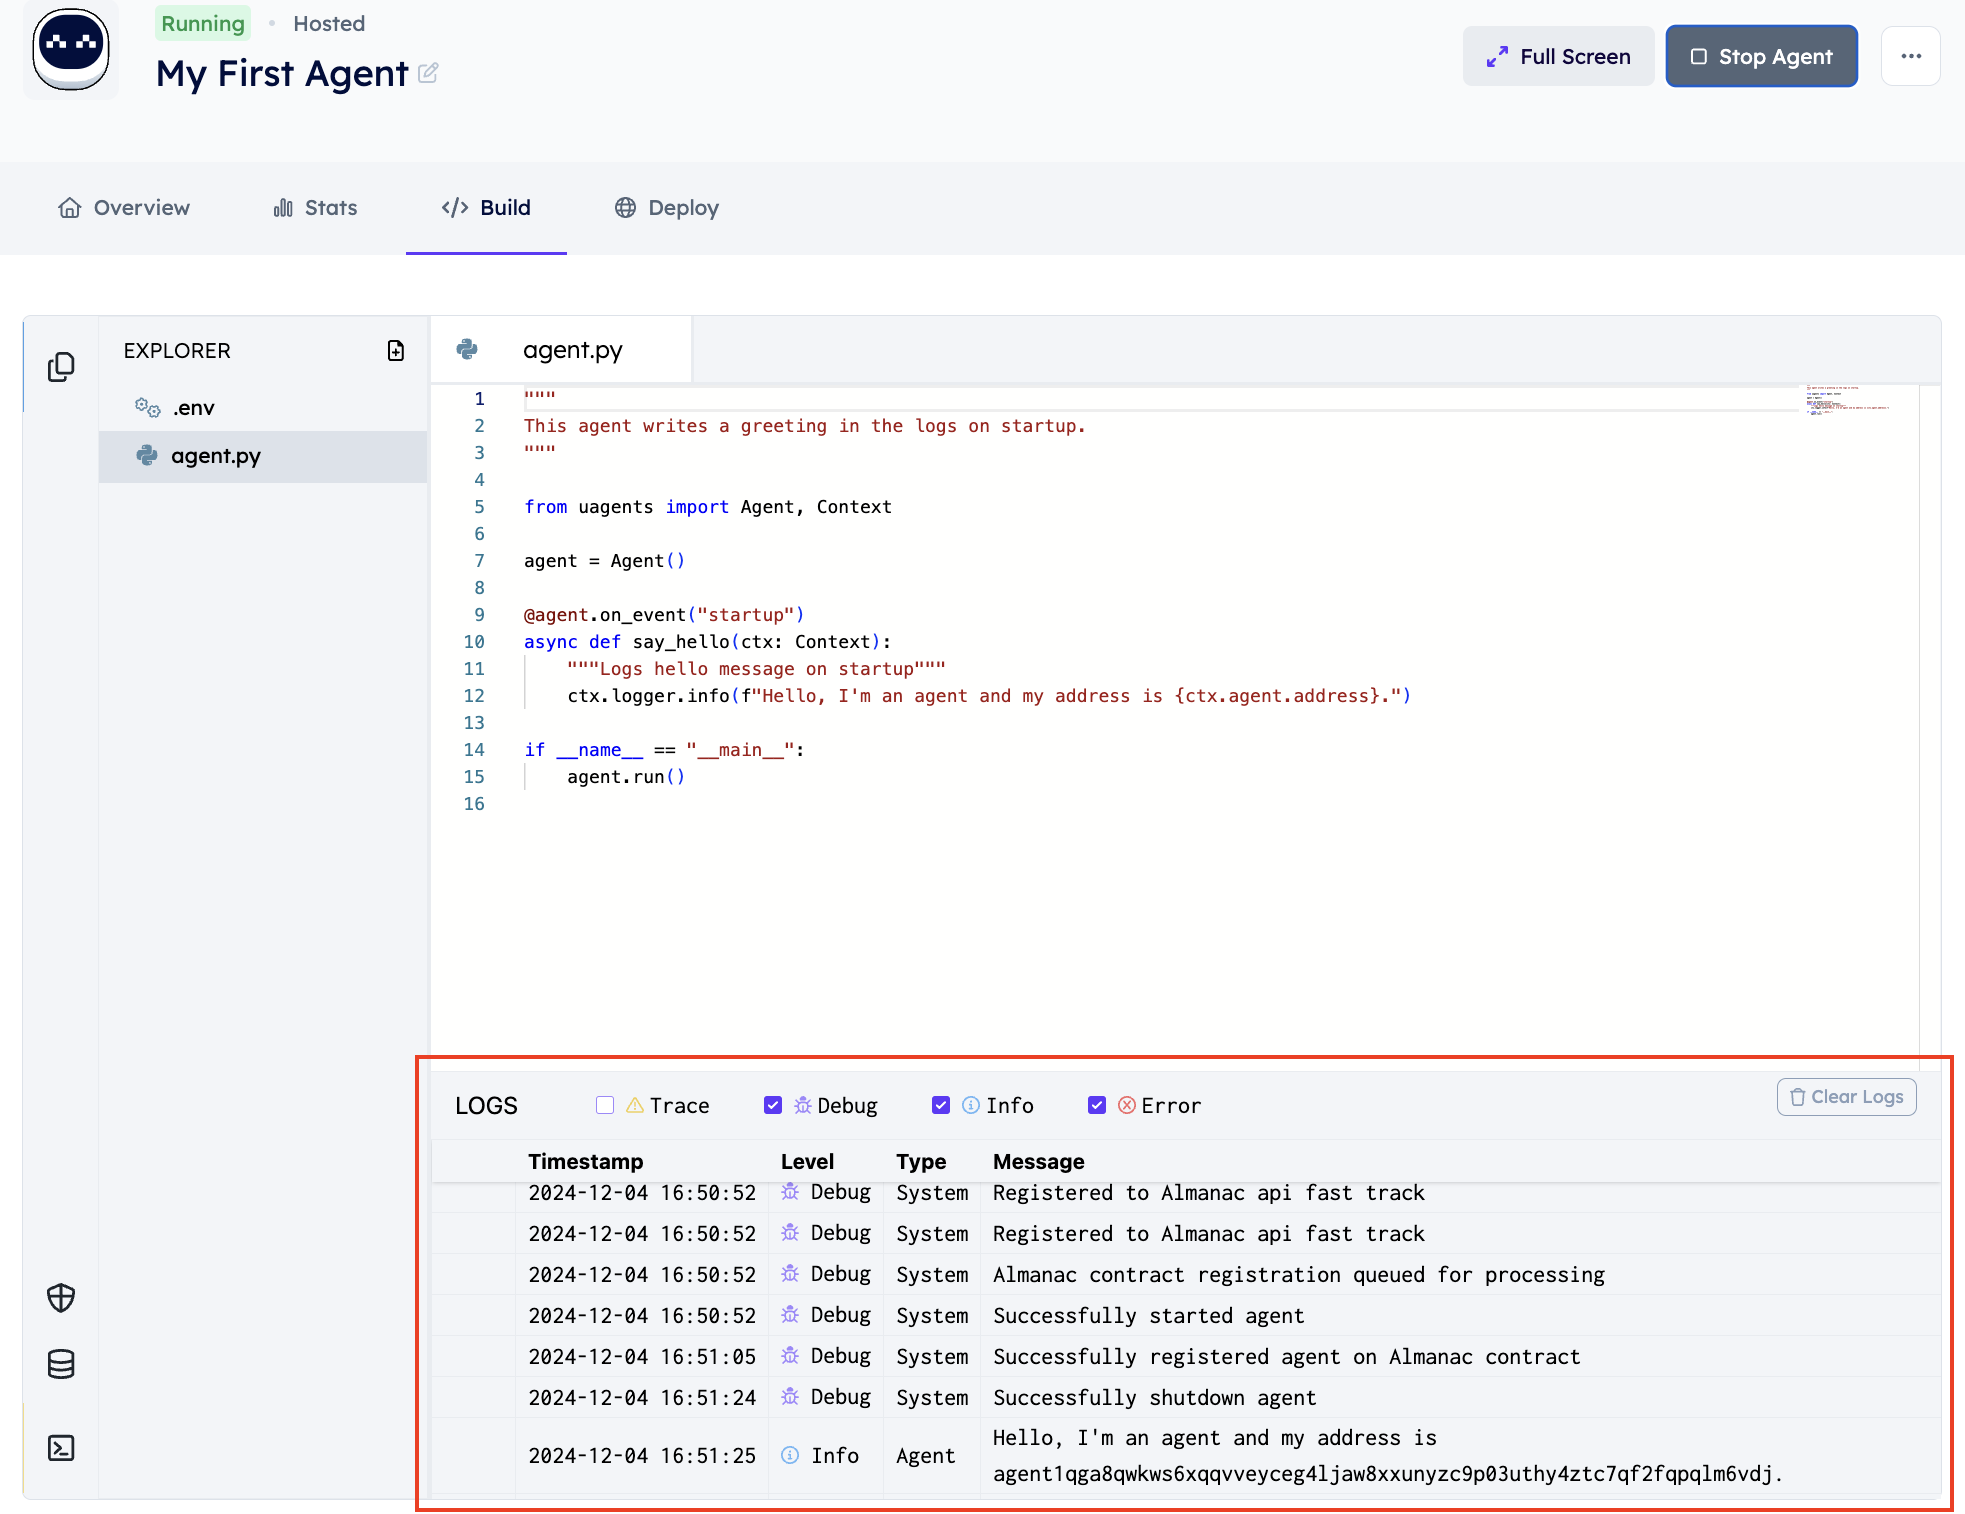 Running • Hosted
My First Agent
Full Screen
Stop Agent
Overview
Stats
</> Build
Deploy
EXPLORER
.env
agent.py
agent.py
1 """
2 This agent writes a greeting in the logs on startup.
3 """
4
5 from uagents import Agent, Context
6
7 agent = Agent()
8
9 @agent.on_event("startup")
10 async def say_hello(ctx: Context):
11     """Logs hello message on startup"""
12     ctx.logger.info(f"Hello, I'm an agent and my address is {ctx.agent.address}.")
13
14 if __name__ == "__main__":
15     agent.run()
16
LOGS Trace Debug Info Error Clear Logs
Timestamp Level Type Message
2024-12-04 16:50:52 Debug System Registered to Almanac api fast track
2024-12-04 16:50:52 Debug System Registered to Almanac api fast track
2024-12-04 16:50:52 Debug System Almanac contract registration queued for processing
2024-12-04 16:50:52 Debug System Successfully started agent
2024-12-04 16:51:05 Debug System Successfully registered agent on Almanac contract
2024-12-04 16:51:24 Debug System Successfully shutdown agent
2024-12-04 16:51:25 Info Agent Hello, I'm an agent and my address is
agent1qga8qwkws6xqqvveyceg4ljaw8xxunyzc9p03uthy4ztc7qf2fqpqlm6vdj.